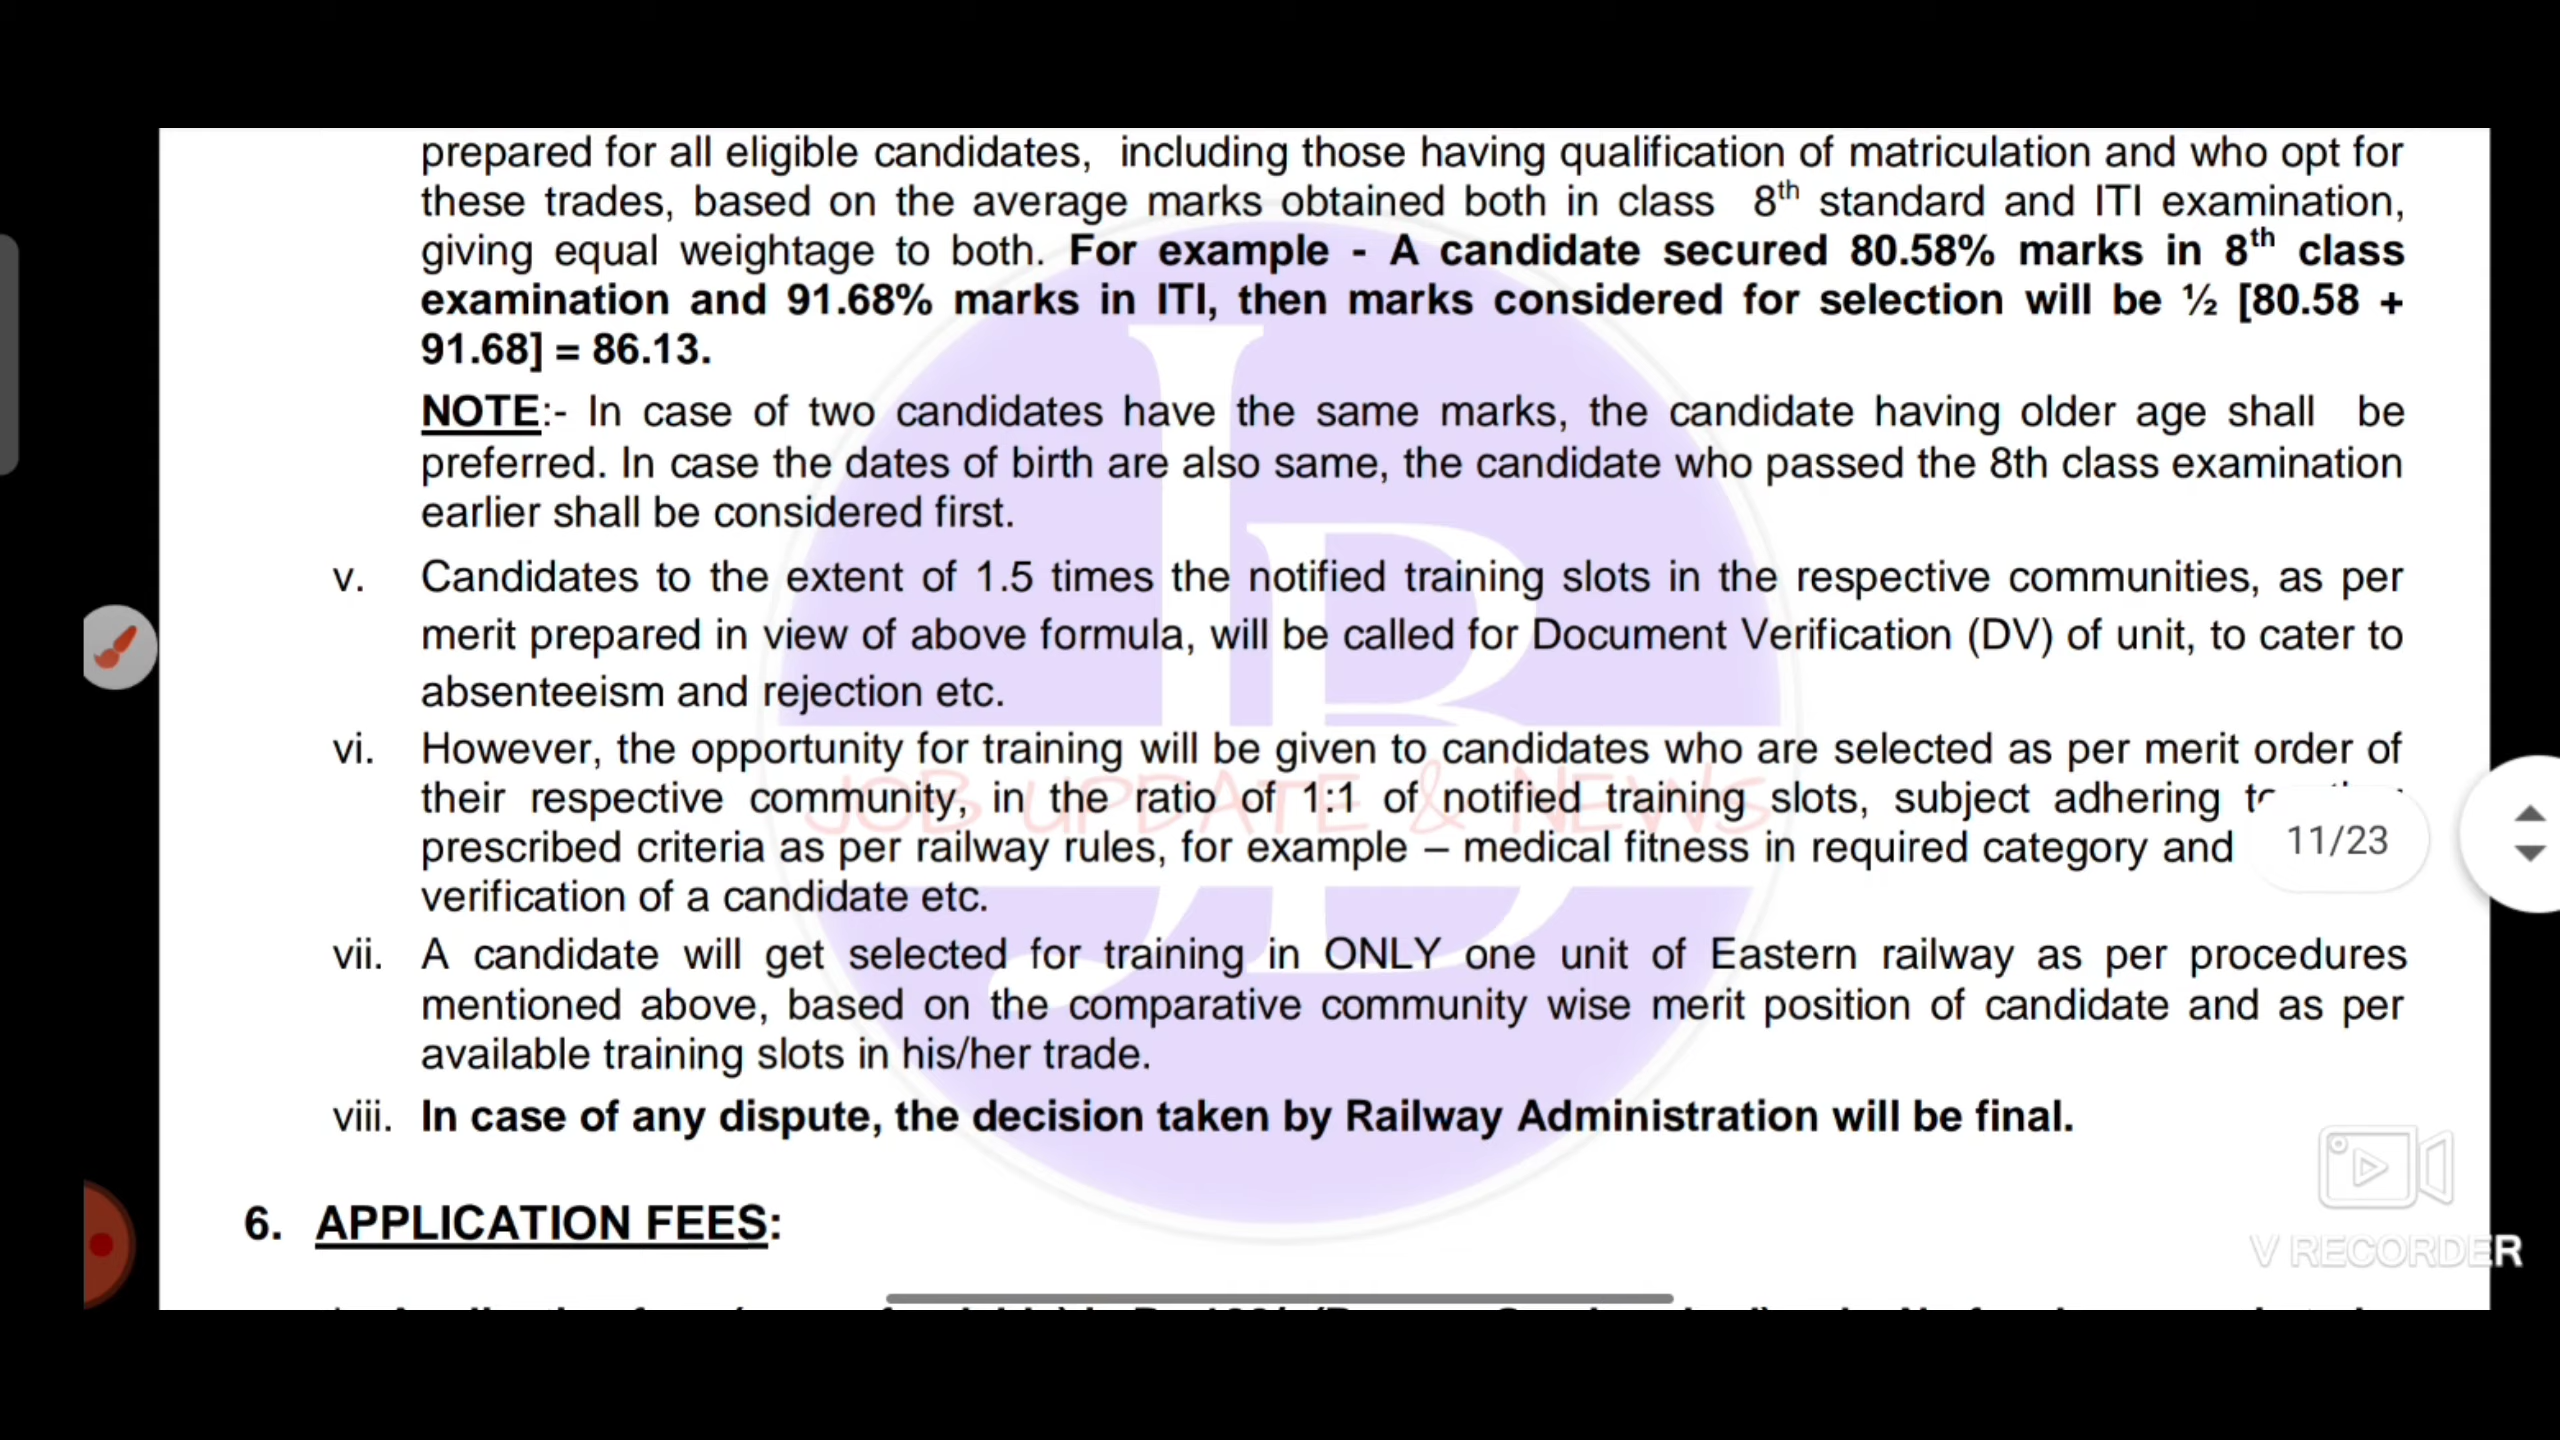 prepared for all eligible candidates, including those having qualification of matriculation and who opt for
these trades, based on the average marks obtained both in class 8th standard and ITI examination,
giving equal weightage to both. For example - A candidate secured 80.58% marks in 8th class
examination and 91.68% marks in ITI, then marks considered for selection will be ½ [80.58 +
91.68] = 86.13.
NOTE:- In case of two candidates have the same marks, the candidate having older age shall be
preferred. In case the dates of birth are also same, the candidate who passed the 8th class examination
earlier shall be considered first.
v. Candidates to the extent of 1.5 times the notified training slots in the respective communities, as per
merit prepared in view of above formula, will be called for Document Verification (DV) of unit, to cater to
absenteeism and rejection etc.
vi. However, the opportunity for training will be given to candidates who are selected as per merit order of
their respective community, in the ratio of 1:1 of notified training slots, subject adhering
prescribed criteria as per railway rules, for example – medical fitness in required category and
11/23
verification of a candidate etc.
vii. A candidate will get selected for training in ONLY one unit of Eastern railway as per procedures
mentioned above, based on the comparative community wise merit position of candidate and as per
available training slots in his/her trade.
viii. In case of any dispute, the decision taken by Railway Administration will be final.
6. APPLICATION FEES:
JB
JOB UPDATE & NEWS
V RECORDER